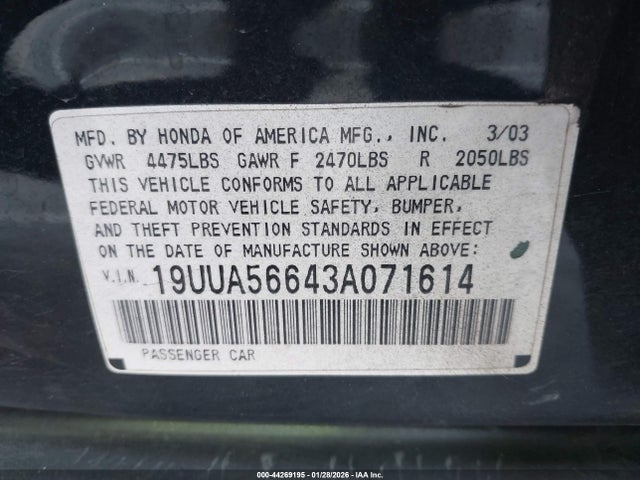 MFD. BY HONDA OF AMERICA MFG., INC. 3/03
GVWR 4475LBS GAWR F 2470LBS R 2050LBS
THIS VEHICLE CONFORMS TO ALL APPLICABLE
FEDERAL MOTOR VEHICLE SAFETY, BUMPER,
AND THEFT PREVENTION STANDARDS IN EFFECT
ON THE DATE OF MANUFACTURE SHOWN ABOVE:
V.I.N. 19UUA56643A071614
PASSENGER CAR
000-44269195 - 01/28/2026 - IAA Inc.